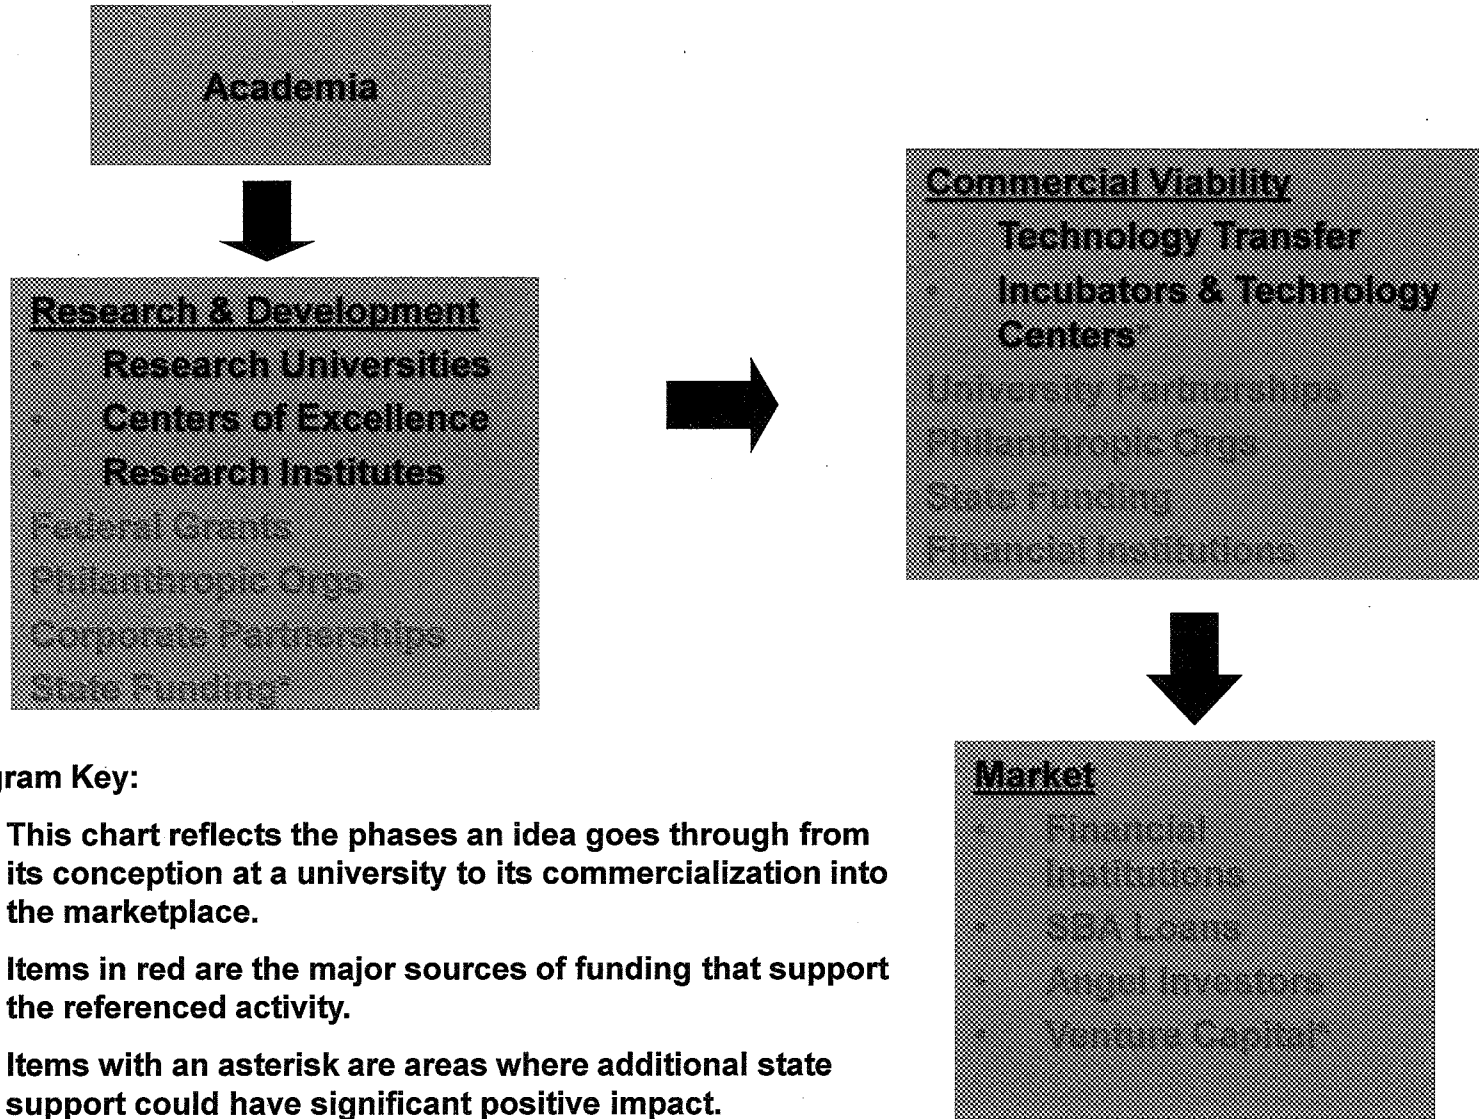 Academia
Research & Development
• Research Universities
• Centers of Excellence
• Research Institutes
Federal Grants
Philanthropic Orgs
Corporate Partnerships
State Funding*
Commercial Viability
• Technology Transfer
• Incubators & Technology
Centers*
University Partnerships
Philanthropic Orgs
State Funding
Financial Institutions
Market
• Financial
Institutions
• SBA Loans
• Angel Investors
• Venture Capital*
gram Key:
This chart reflects the phases an idea goes through from
its conception at a university to its commercialization into
the marketplace.
Items in red are the major sources of funding that support
the referenced activity.
Items with an asterisk are areas where additional state
support could have significant positive impact.